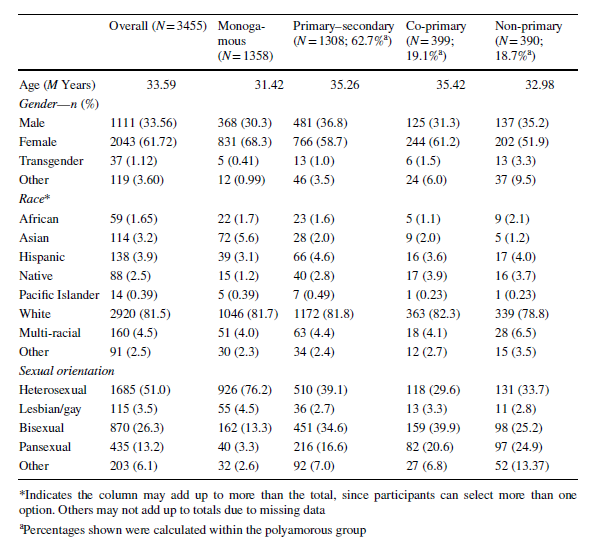 Overall (N=3455) Monoga- Primary–secondary Co-primary Non-primary
mous (N=1308; 62.7%a) (N=399; (N=390;
(N=1358) 19.1%a) 18.7%a)
Age (M Years) 33.59 31.42 35.26 35.42 32.98
Gender—n (%)
Male 1111 (33.56) 368 (30.3) 481 (36.8) 125 (31.3) 137 (35.2)
Female 2043 (61.72) 831 (68.3) 766 (58.7) 244 (61.2) 202 (51.9)
Transgender 37 (1.12) 5 (0.41) 13 (1.0) 6 (1.5) 13 (3.3)
Other 119 (3.60) 12 (0.99) 46 (3.5) 24 (6.0) 37 (9.5)
Race*
African 59 (1.65) 22 (1.7) 23 (1.6) 5 (1.1) 9 (2.1)
Asian 114 (3.2) 72 (5.6) 28 (2.0) 9 (2.0) 5 (1.2)
Hispanic 138 (3.9) 39 (3.1) 66 (4.6) 16 (3.6) 17 (4.0)
Native 88 (2.5) 15 (1.2) 40 (2.8) 17 (3.9) 16 (3.7)
Pacific Islander 14 (0.39) 5 (0.39) 7 (0.49) 1 (0.23) 1 (0.23)
White 2920 (81.5) 1046 (81.7) 1172 (81.8) 363 (82.3) 339 (78.8)
Multi-racial 160 (4.5) 51 (4.0) 63 (4.4) 18 (4.1) 28 (6.5)
Other 91 (2.5) 30 (2.3) 34 (2.4) 12 (2.7) 15 (3.5)
Sexual orientation
Heterosexual 1685 (51.0) 926 (76.2) 510 (39.1) 118 (29.6) 131 (33.7)
Lesbian/gay 115 (3.5) 55 (4.5) 36 (2.7) 13 (3.3) 11 (2.8)
Bisexual 870 (26.3) 162 (13.3) 451 (34.6) 159 (39.9) 98 (25.2)
Pansexual 435 (13.2) 40 (3.3) 216 (16.6) 82 (20.6) 97 (24.9)
Other 203 (6.1) 32 (2.6) 92 (7.0) 27 (6.8) 52 (13.37)
*Indicates the column may add up to more than the total, since participants can select more than one
option. Others may not add up to totals due to missing data
aPercentages shown were calculated within the polyamorous group